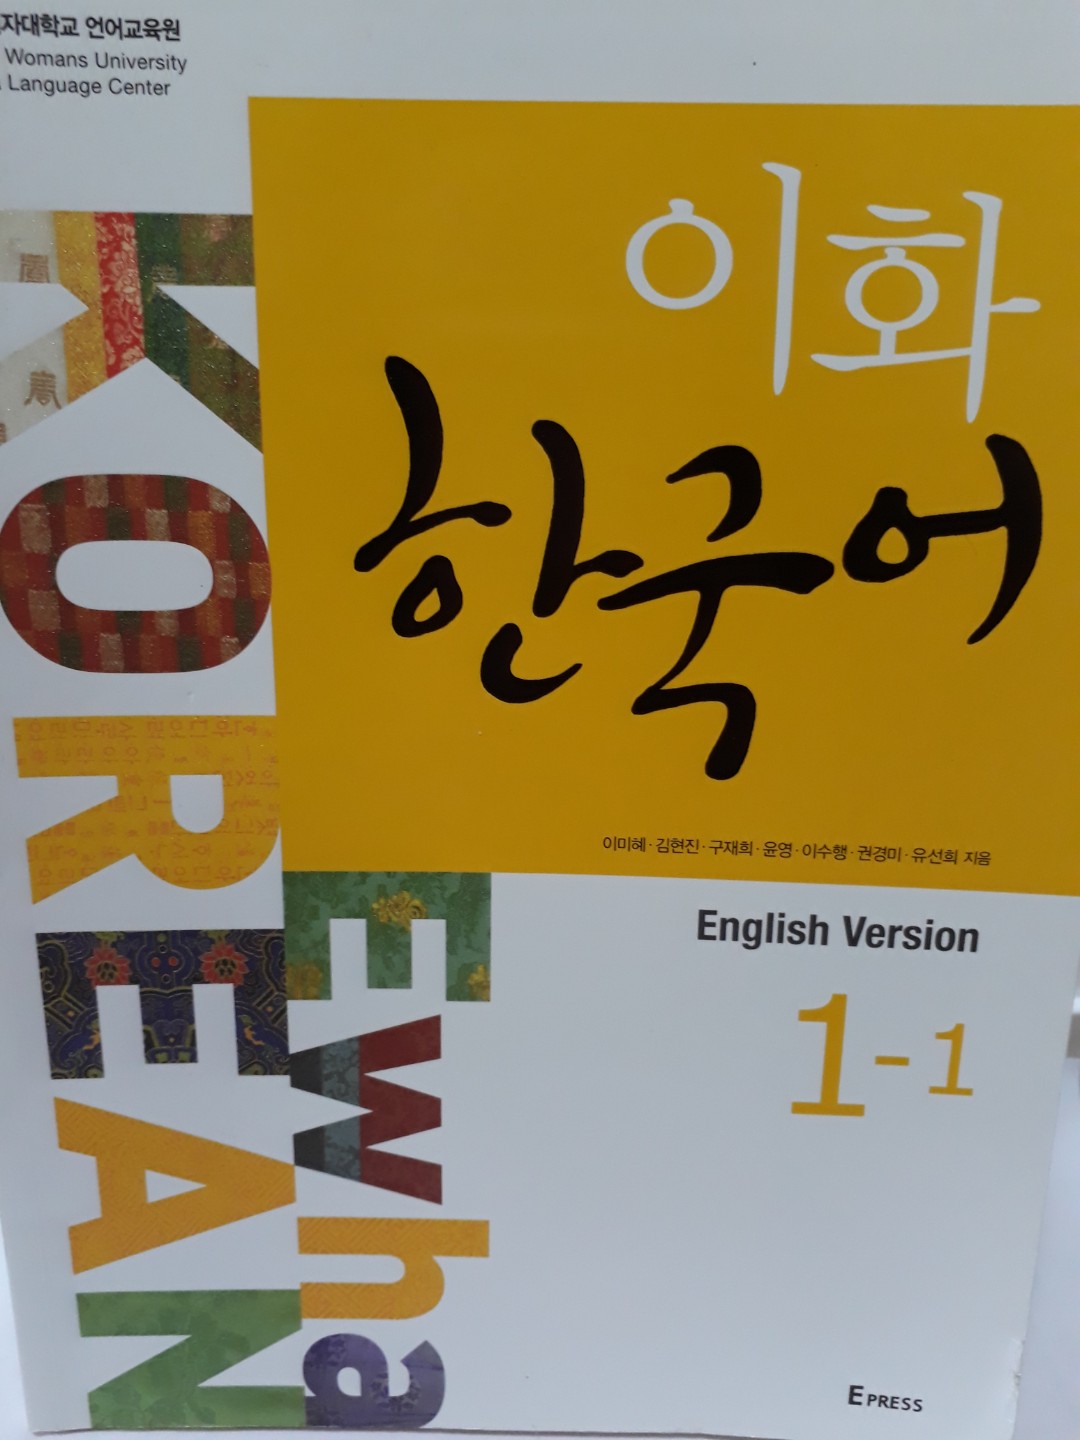 자대학교 언어교육원
Womans University
Language Center
이화
한국어
이미혜·김현진·구재희·윤영·이수행·권경미·유선희 지음
English Version
1-1
KOREAN
Ewha
E PRESS